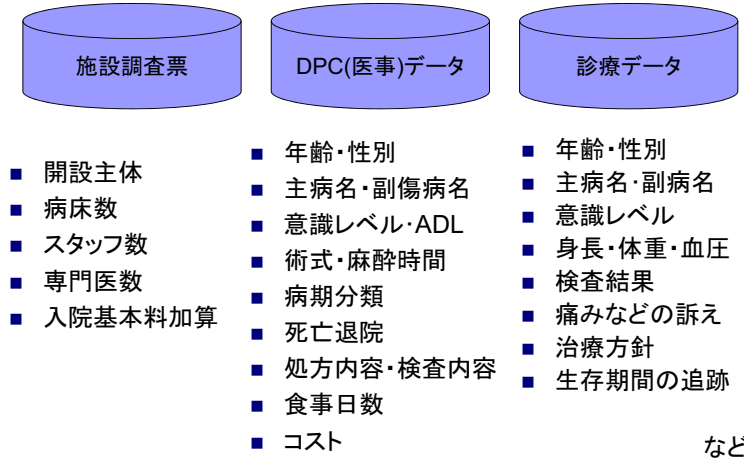 施設調査票
DPC(医事)データ
診療データ
開設主体
病床数
スタッフ数
専門医数
入院基本料加算
年齢・性別
主病名・副傷病名
意識レベル・ADL
術式・麻酔時間
病期分類
死亡退院
処方内容・検査内容
食事日数
コスト
年齢・性別
主病名・副病名
意識レベル
身長・体重・血圧
検査結果
痛みなどの訴え
治療方針
生存期間の追跡
など